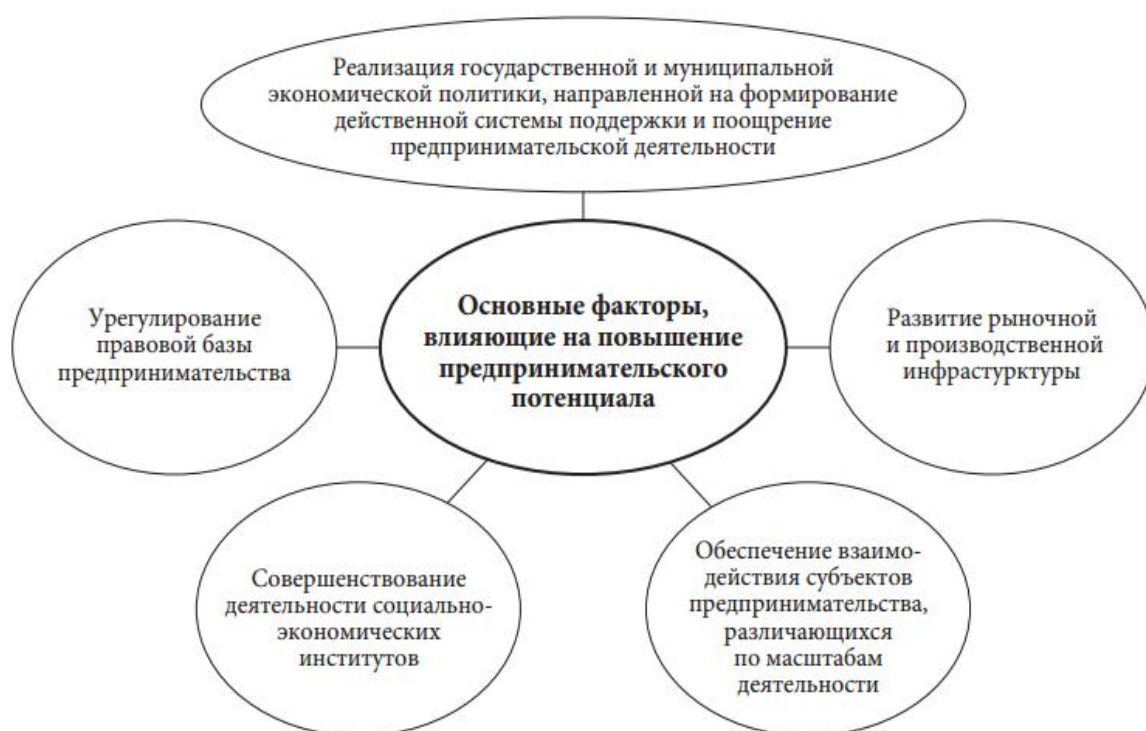 Реализация государственной и муниципальной
экономической политики, направленной на формирование
действенной системы поддержки и поощрение
предпринимательской деятельности
Урегулирование
правовой базы
предпринимательства
Основные факторы,
влияющие на повышение
предпринимательского
потенциала
Развитие рыночной
и производственной
инфрастурктуры
Совершенствование
деятельности социально-
экономических
институтов
Обеспечение взаимо-
действия субъектов
предпринимательства,
различающихся
по масштабам
деятельности